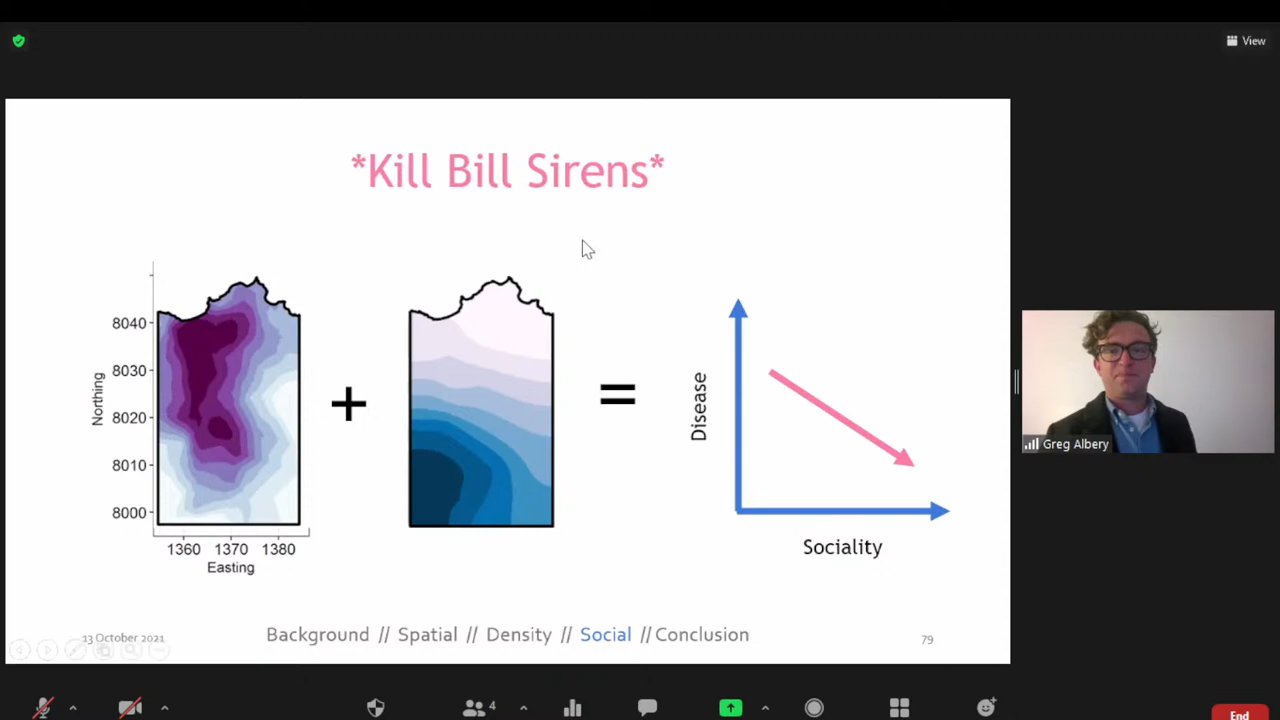 View
*Kill Bill Sirens*
8040
8030
8020
8010
8000
Northing
1360 1370 1380
Easting
+
=
Disease
Sociality
Greg Albery
13 October 2021
Background // Spatial // Density // Social // Conclusion
79
4
End